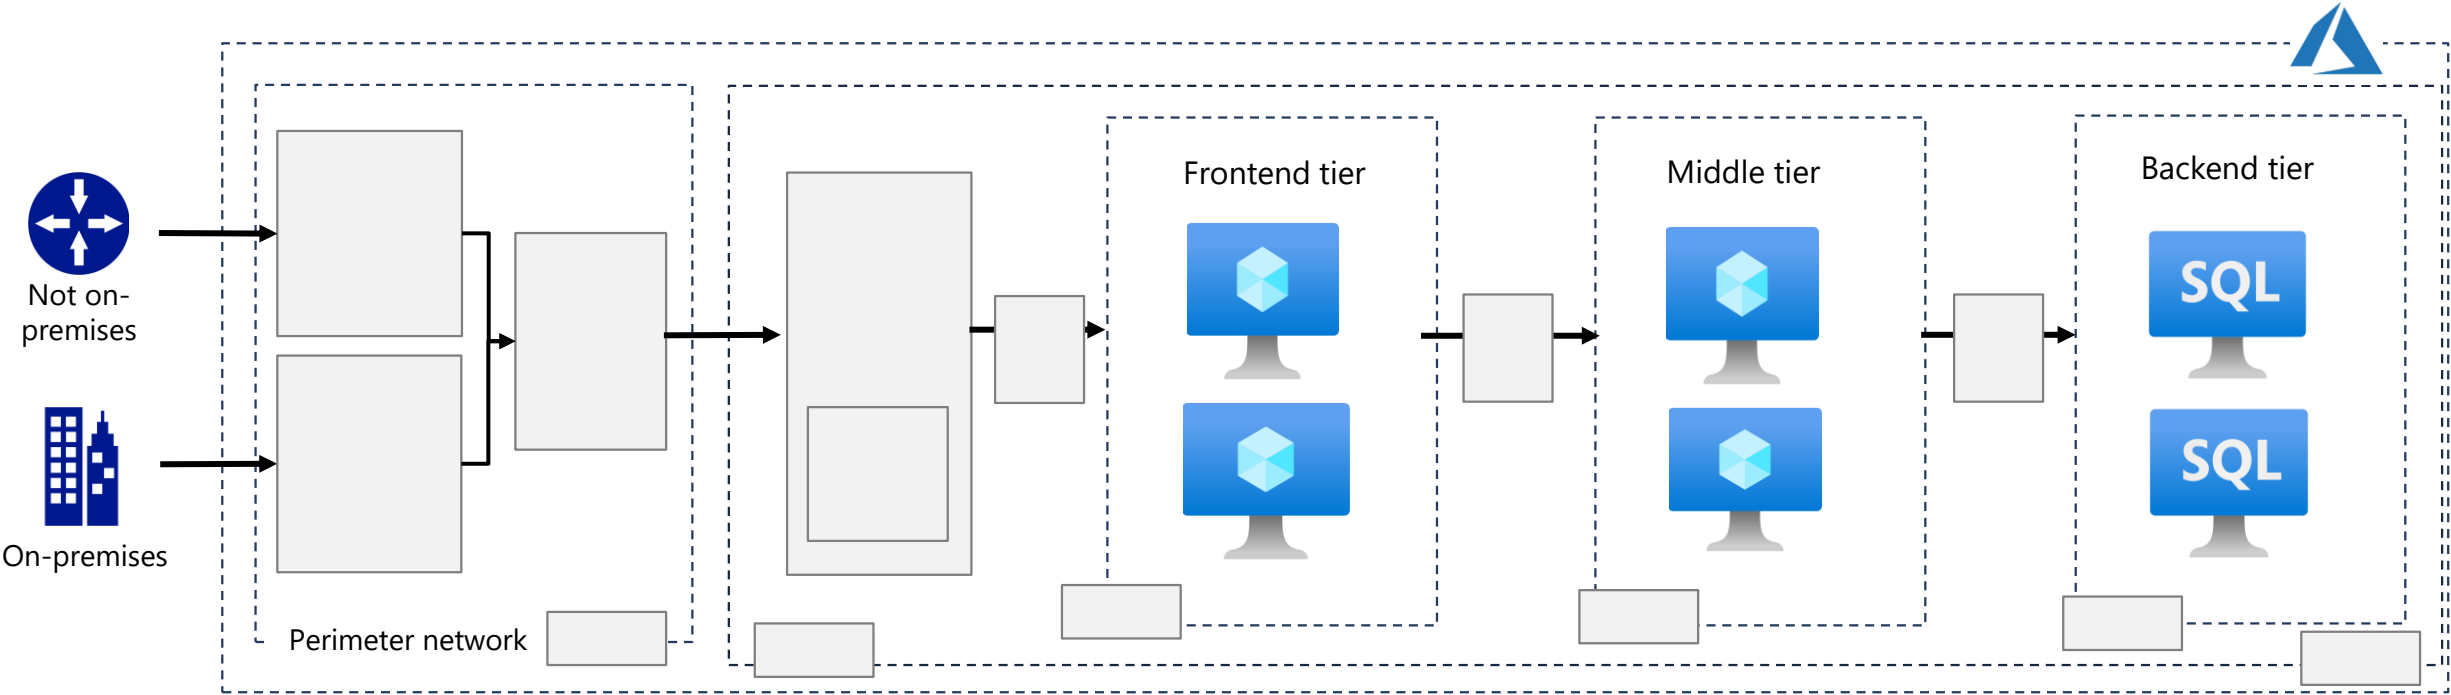 Not on-
premises
On-premises
Perimeter network
Frontend tier
Middle tier
Backend tier
SQL
SQL